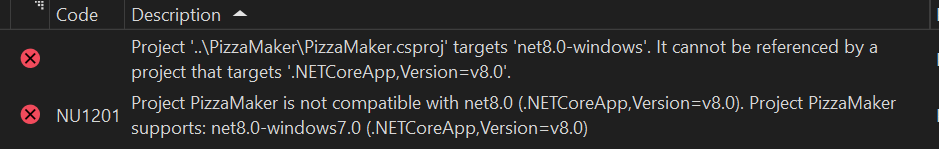 Code Description
Project '..\PizzaMaker\PizzaMaker.csproj' targets 'net8.0-windows'. It cannot be referenced by a
project that targets '.NETCoreApp,Version=v8.0'.
NU1201 Project PizzaMaker is not compatible with net8.0 (.NETCoreApp,Version=v8.0). Project PizzaMaker
supports: net8.0-windows7.0 (.NETCoreApp,Version=v8.0)